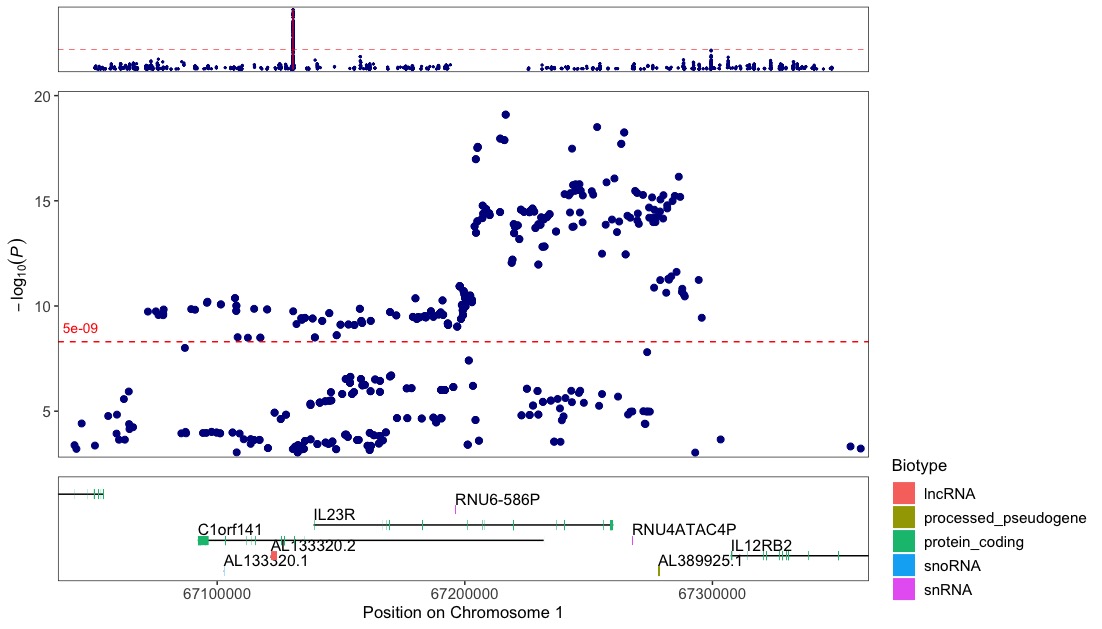 20
15
10
5
−log10(P)
5e-09
RNU6-586P
IL23R
C1orf141
RNU4ATAC4P
AL133320.2
IL12RB2
AL133320.1
AL389925.1
67100000
67200000
67300000
Position on Chromosome 1
Biotype
lncRNA
processed_pseudogene
protein_coding
snoRNA
snRNA